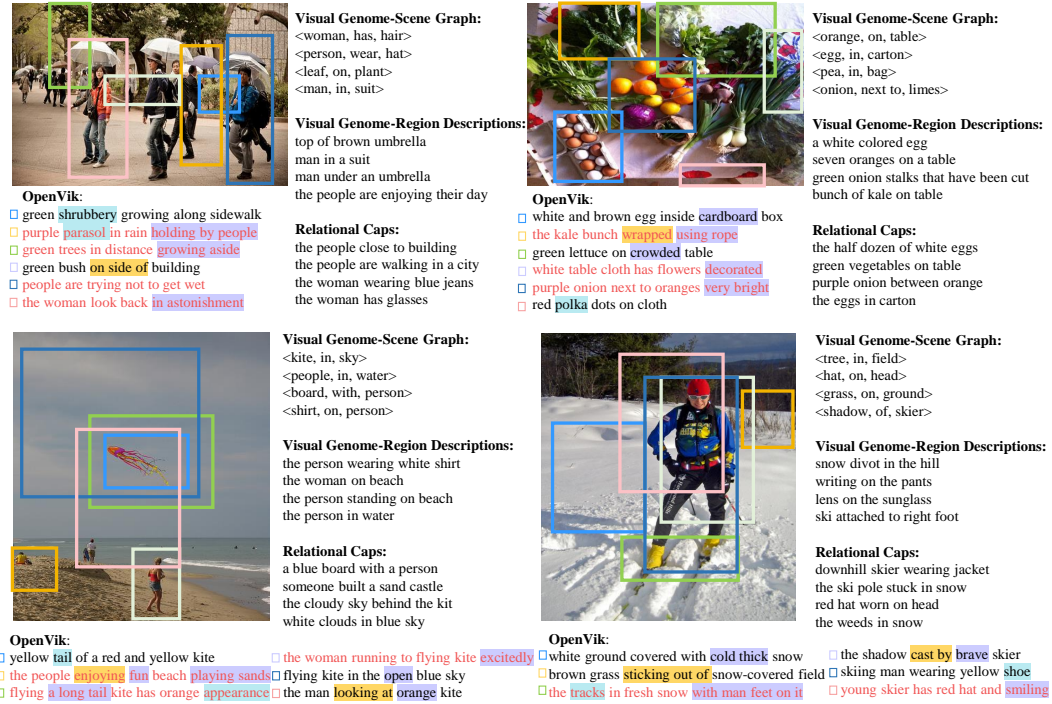 Visual Genome-Scene Graph:
<woman, has, hair>
<person, wear, hat>
<leaf, on, plant>
<man, in, suit>
Visual Genome-Region Descriptions:
top of brown umbrella
man in a suit
man under an umbrella
the people are enjoying their day
Relational Caps:
the people close to building
the people are walking in a city
the woman wearing blue jeans
the woman has glasses
OpenVik:
green shrubbery growing along sidewalk
purple parasol in rain holding by people
green trees in distance growing aside
green bush on side of building
people are trying not to get wet
the woman look back in astonishment
Visual Genome-Scene Graph:
<orange, on, table>
<egg, in, carton>
<pea, in, bag>
<onion, next to, limes>
Visual Genome-Region Descriptions:
a white colored egg
seven oranges on a table
green onion stalks that have been cut
bunch of kale on table
Relational Caps:
the half dozen of white eggs
green vegetables on table
purple onion between orange
the eggs in carton
OpenVik:
white and brown egg inside cardboard box
the kale bunch wrapped using rope
green lettuce on crowded table
white table cloth has flowers decorated
purple onion next to oranges very bright
red polka dots on cloth
Visual Genome-Scene Graph:
<kite, in, sky>
<people, in, water>
<board, with, person>
<shirt, on, person>
Visual Genome-Region Descriptions:
the person wearing white shirt
the woman on beach
the person standing on beach
the person in water
Relational Caps:
a blue board with a person
someone built a sand castle
the cloudy sky behind the kit
white clouds in blue sky
OpenVik:
yellow tail of a red and yellow kite
the people enjoying fun beach playing sands
flying a long tail kite has orange appearance
the woman running to flying kite excitedly
flying kite in the open blue sky
the man looking at orange kite
Visual Genome-Scene Graph:
<tree, in, field>
<hat, on, head>
<grass, on, ground>
<shadow, of, skier>
Visual Genome-Region Descriptions:
snow divot in the hill
writing on the pants
lens on the sunglass
ski attached to right foot
Relational Caps:
downhill skier wearing jacket
the ski pole stuck in snow
red hat worn on head
the weeds in snow
OpenVik:
white ground covered with cold thick snow
brown grass sticking out of snow-covered field
the tracks in fresh snow with man feet on it
the shadow cast by brave skier
skiing man wearing yellow shoe
young skier has red hat and smiling